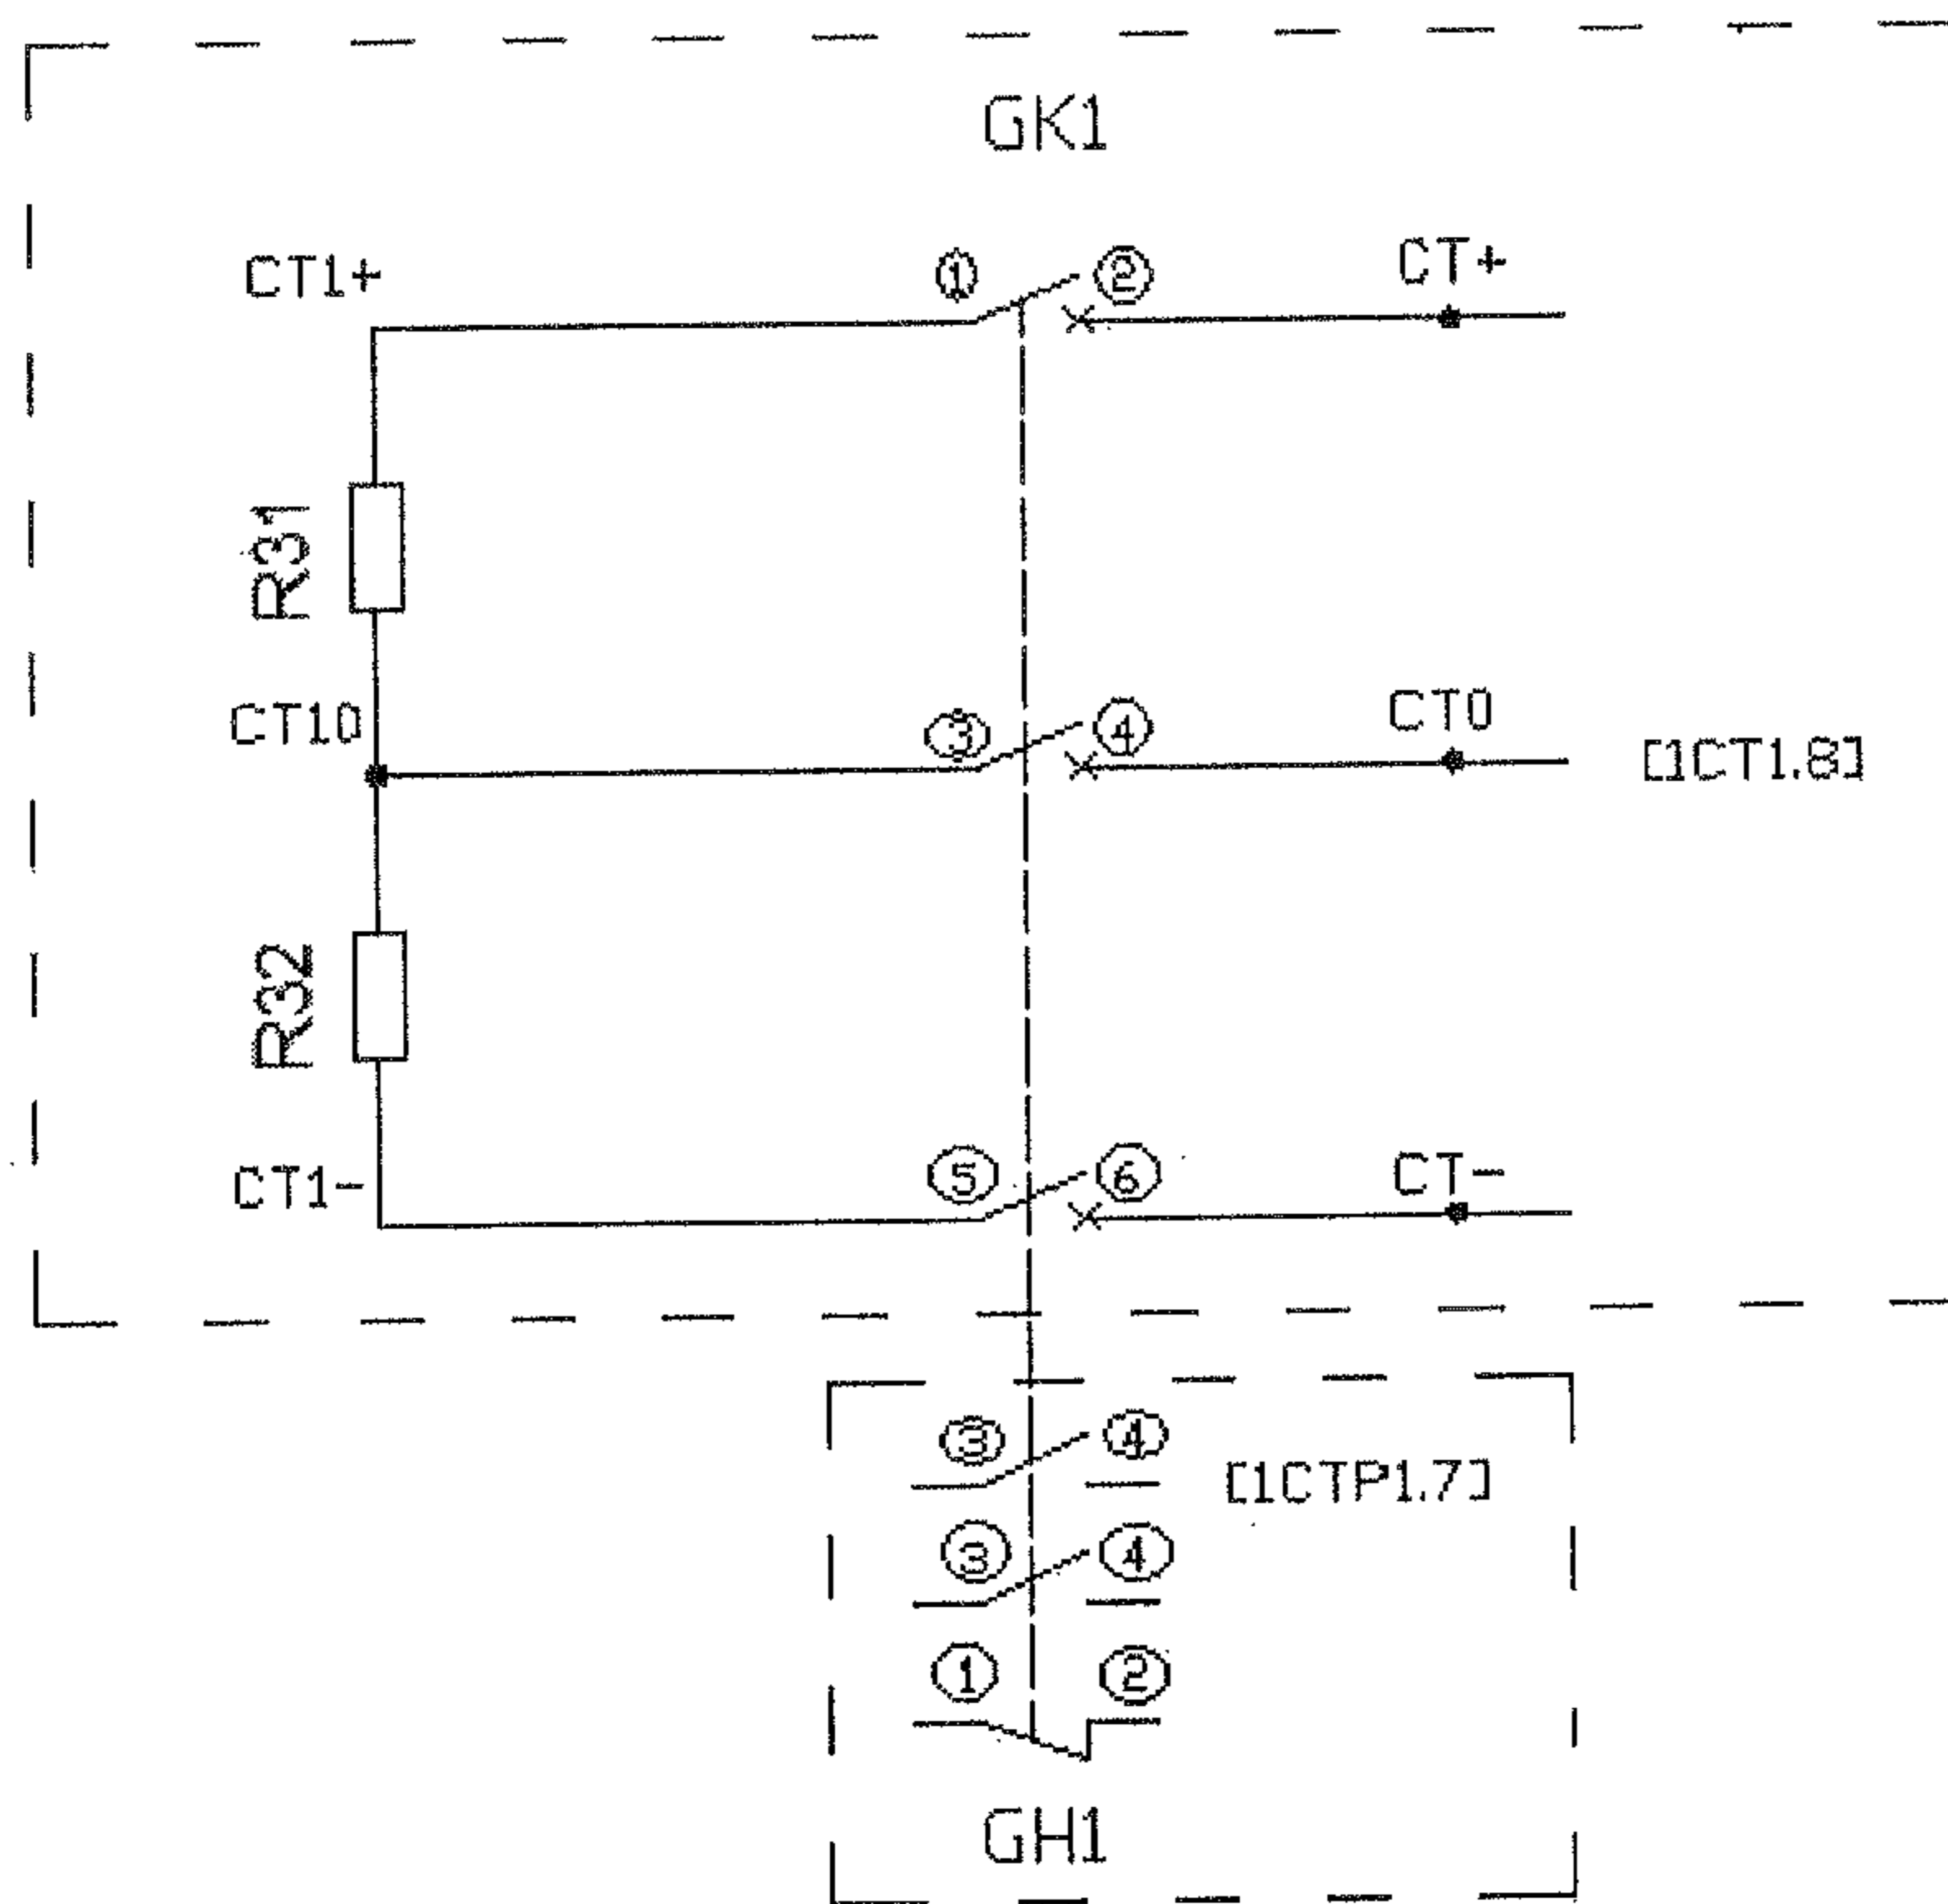 GK1
CT1+ ① ② CT+
R31
CT10 ③ ④ CT0
[1CT1.8]
R32
CT1- ⑤ ⑥ CT-
③ ④
[1CTP1.7]
③ ④
① ②
GH1